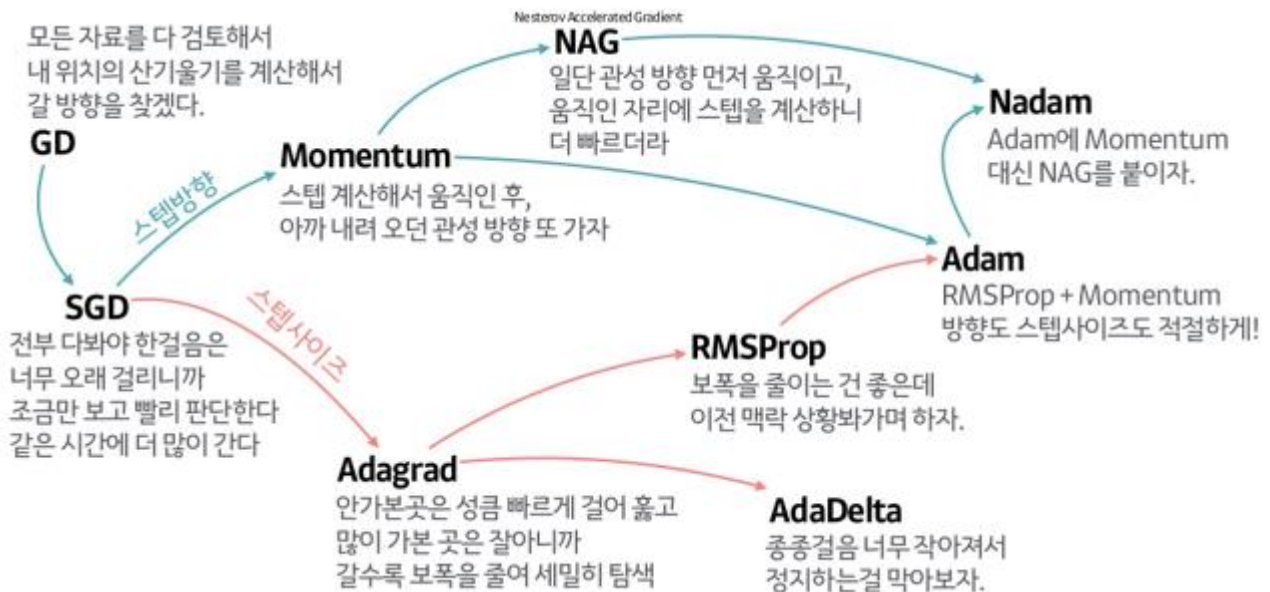 모든 자료를 다 검토해서
내 위치의 산기울기를 계산해서
갈 방향을 찾겠다.
GD
스텝방향
Momentum
스텝 계산해서 움직인 후,
아까 내려 오던 관성 방향 또 가자
Nesterov Accelerated Gradient
NAG
일단 관성 방향 먼저 움직이고,
움직인 자리에 스텝을 계산하니
더 빠르더라
Nadam
Adam에 Momentum
대신 NAG를 붙이자.
SGD
전부 다봐야 한걸음은
너무 오래 걸리니까
조금만 보고 빨리 판단한다
같은 시간에 더 많이 간다
스텝사이즈
Adagrad
안가본곳은 성큼 빠르게 걸어 훑고
많이 가본 곳은 잘아니까
갈수록 보폭을 줄여 세밀히 탐색
RMSProp
보폭을 줄이는 건 좋은데
이전 맥락 상황봐가며 하자.
Adam
RMSProp + Momentum
방향도 스텝사이즈도 적절하게!
AdaDelta
종종걸음 너무 작아져서
정지하는걸 막아보자.